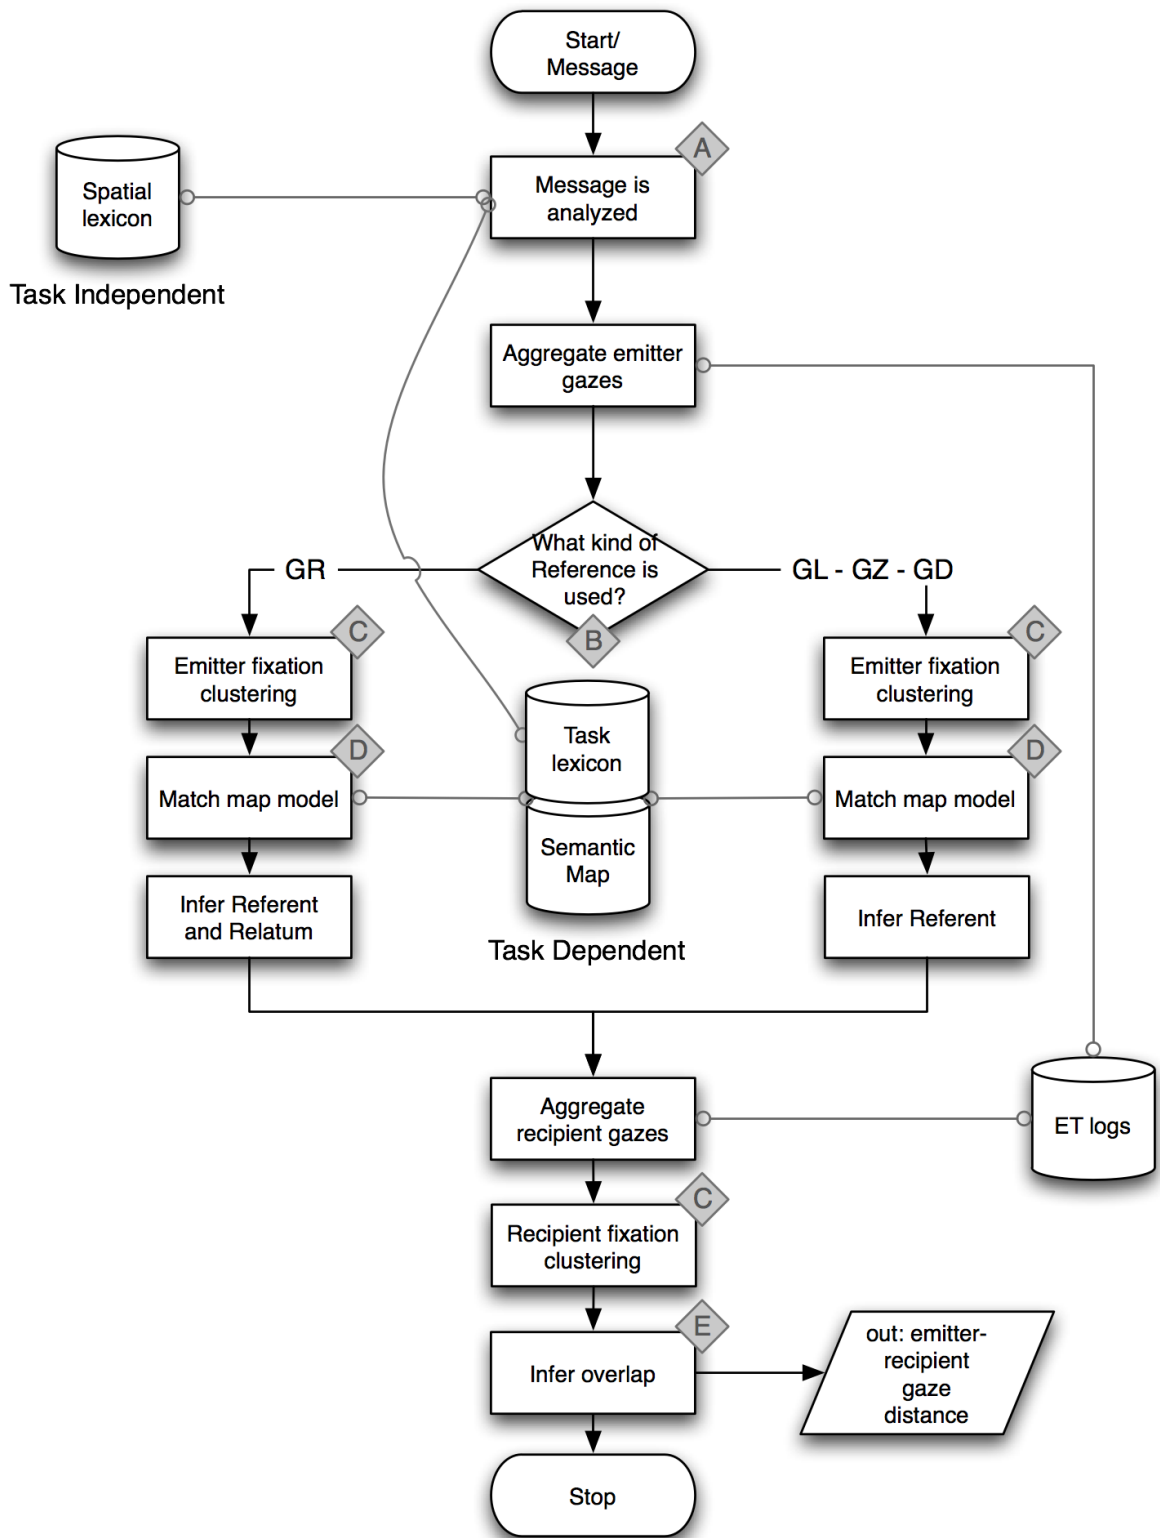 Start/
Message
A
Spatial
lexicon
Message is
analyzed
Task Independent
Aggregate emitter
gazes
What kind of
Reference is
used?
GR
GL - GZ - GD
B
C
Emitter fixation
clustering
C
Emitter fixation
clustering
D
Match map model
Task
lexicon
D
Match map model
Semantic
Map
Infer Referent
and Relatum
Infer Referent
Task Dependent
Aggregate
recipient gazes
ET logs
C
Recipient fixation
clustering
E
Infer overlap
out: emitter-
recipient
gaze
distance
Stop